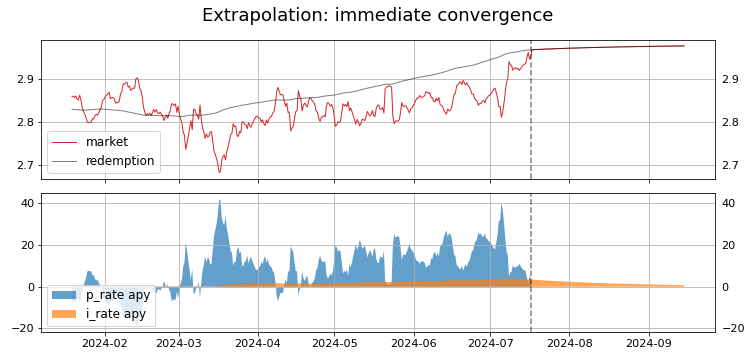 Extrapolation: immediate convergence
2.9 2.9
2.8 2.8
2.7 2.7
market
redemption
40 40
20 20
0 0
−20 −20
p_rate apy
i_rate apy
2024-02 2024-03 2024-04 2024-05 2024-06 2024-07 2024-08 2024-09